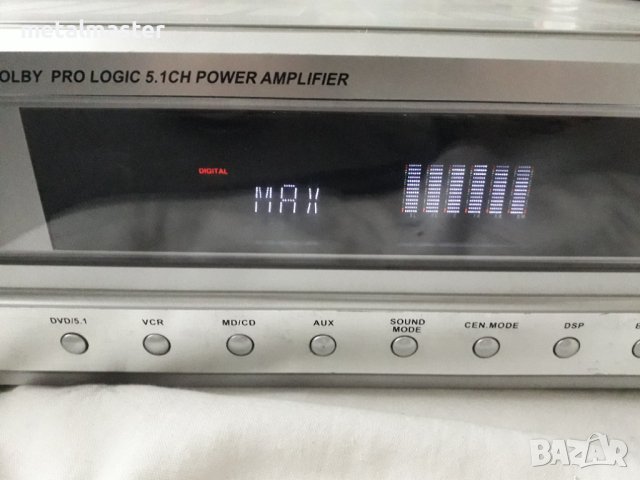 metalmaster
OLBY PRO LOGIC 5.1CH POWER AMPLIFIER
DIGITAL
MAX
DVD/5.1 VCR MD/CD AUX SOUND MODE CEN.MODE DSP
BAZAR